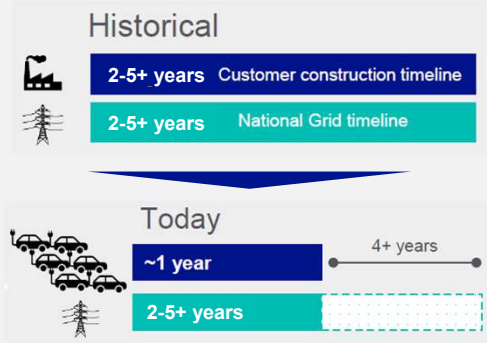 Historical
2-5+ years Customer construction timeline
2-5+ years National Grid timeline
Today
4+ years
~1 year
2-5+ years